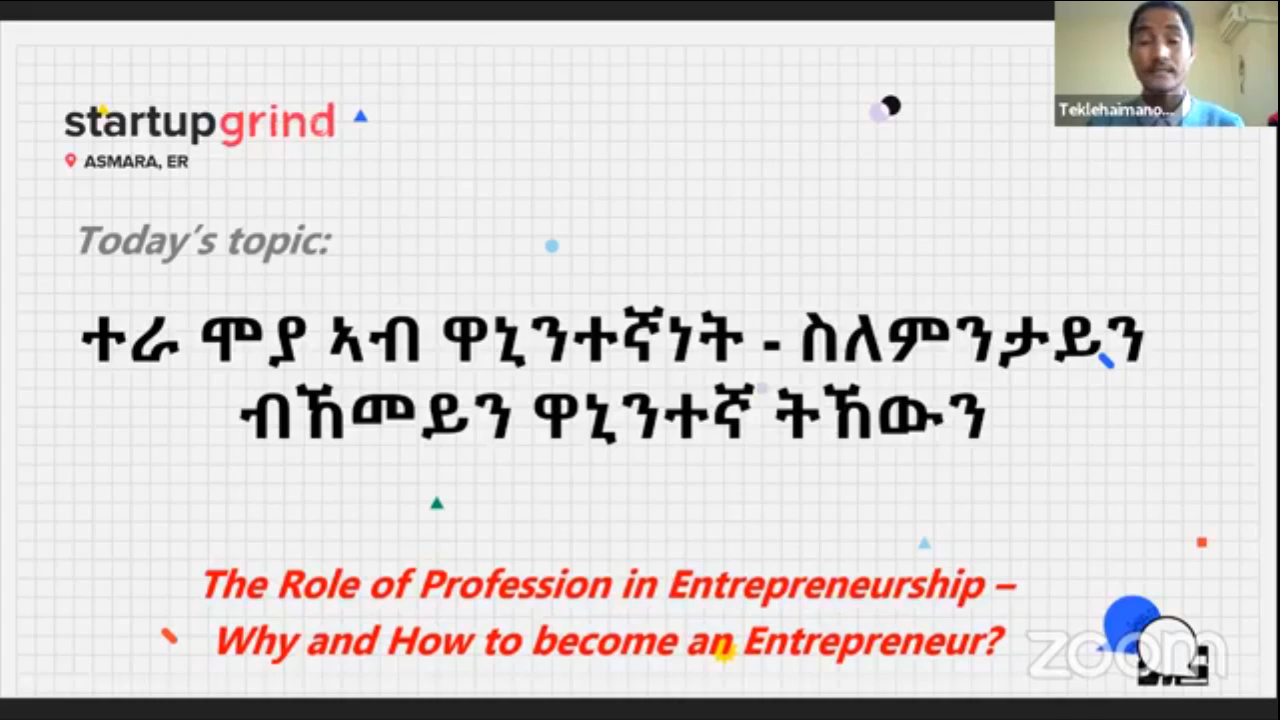 startupgrind
ASMARA, ER
Teklehaimano...
Today's topic:
ተራ ሞያ ኣብ ዋኒንተኛነት - ስለምንታይን
ብኸመይን ዋኒንተኛ ትኸውን
The Role of Profession in Entrepreneurship –
Why and How to become an Entrepreneur?
zoom